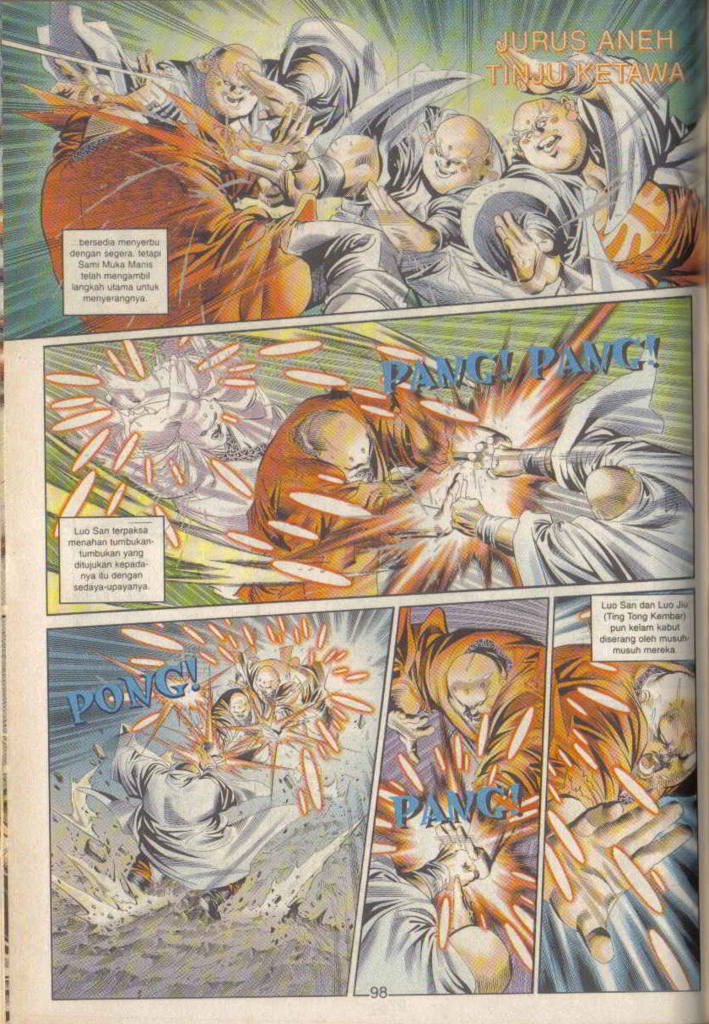 JURUS ANEH
TINJU KETAWA
...bersedia menyerbu
dengan segera, tetapi
Sami Muka Manis
telah mengambil
langkah utama untuk
menyerangnya.
PANG! PANG!
Luo San terpaksa
menahan tumbukan-
tumbukan yang
ditujukan kepada-
nya itu dengan
sedaya-upayanya.
PONG!
PANG!
Luo San dan Luo Jiu
(Ting Tong Kembar)
pun kelam kabut
diserang oleh musuh-
musuh mereka.
98